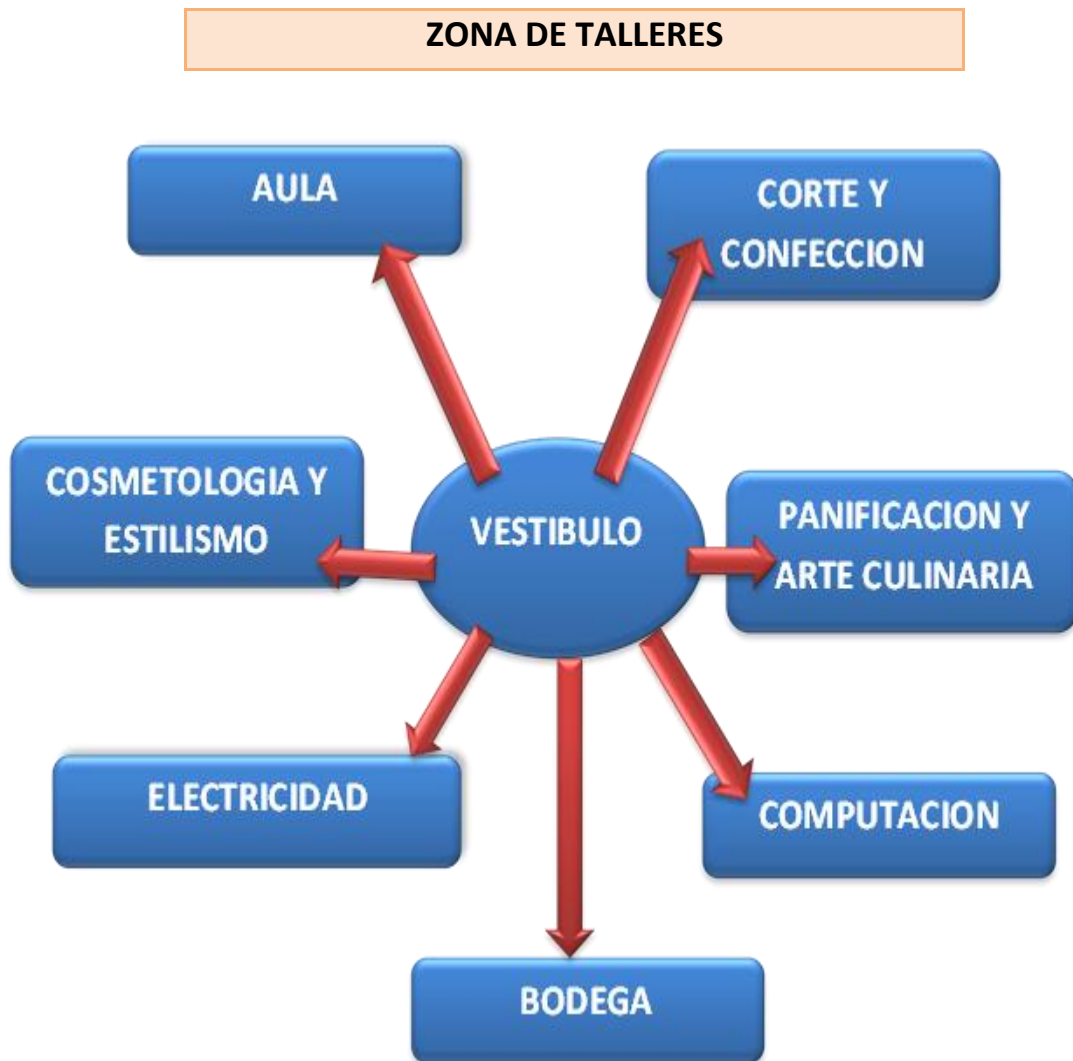 ZONA DE TALLERES
AULA
CORTE Y
CONFECCION
COSMETOLOGIA Y
ESTILISMO
VESTIBULO
PANIFICACION Y
ARTE CULINARIA
ELECTRICIDAD
COMPUTACION
BODEGA